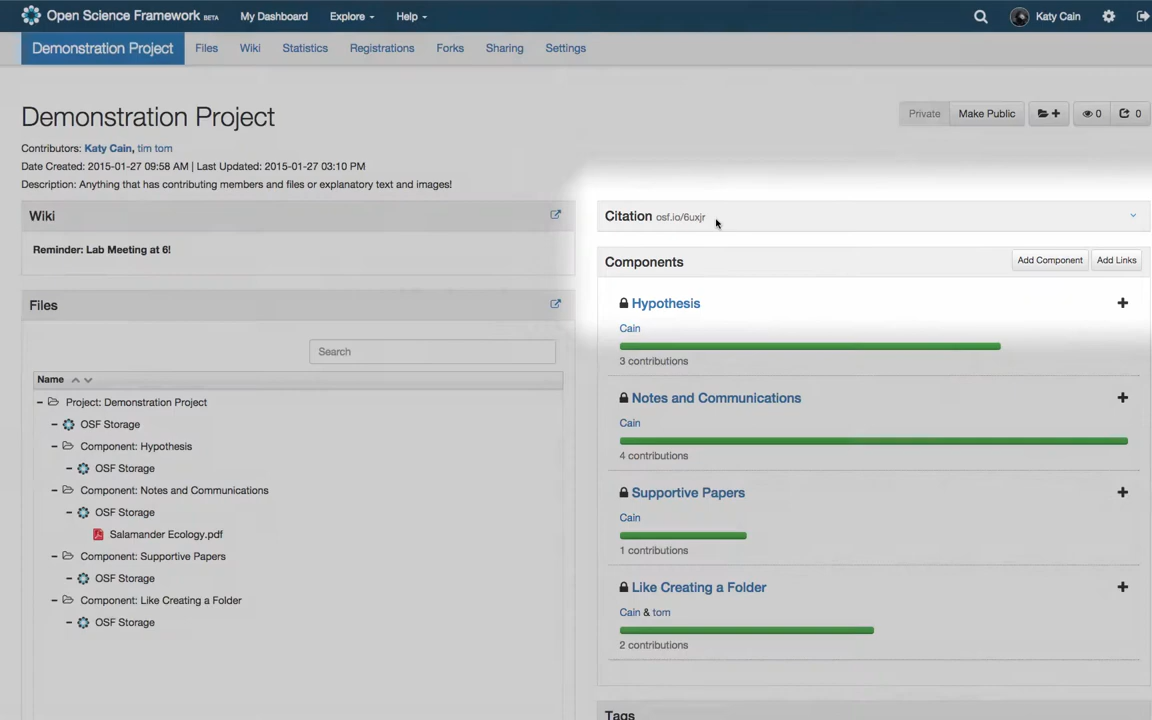 Open Science Framework BETA My Dashboard Explore Help Katy Cain
Demonstration Project Files Wiki Statistics Registrations Forks Sharing Settings
Demonstration Project
Private Make Public 0 0
Contributors: Katy Cain, tim tom
Date Created: 2015-01-27 09:58 AM | Last Updated: 2015-01-27 03:10 PM
Description: Anything that has contributing members and files or explanatory text and images!
Wiki
Reminder: Lab Meeting at 6!
Files
Search
Name
Project: Demonstration Project
OSF Storage
Component: Hypothesis
OSF Storage
Component: Notes and Communications
OSF Storage
Salamander Ecology.pdf
Component: Supportive Papers
OSF Storage
Component: Like Creating a Folder
OSF Storage
Citation osf.io/6uxjr
Components Add Component Add Links
Hypothesis
Cain
3 contributions
Notes and Communications
Cain
4 contributions
Supportive Papers
Cain
1 contributions
Like Creating a Folder
Cain & tom
2 contributions
Tags